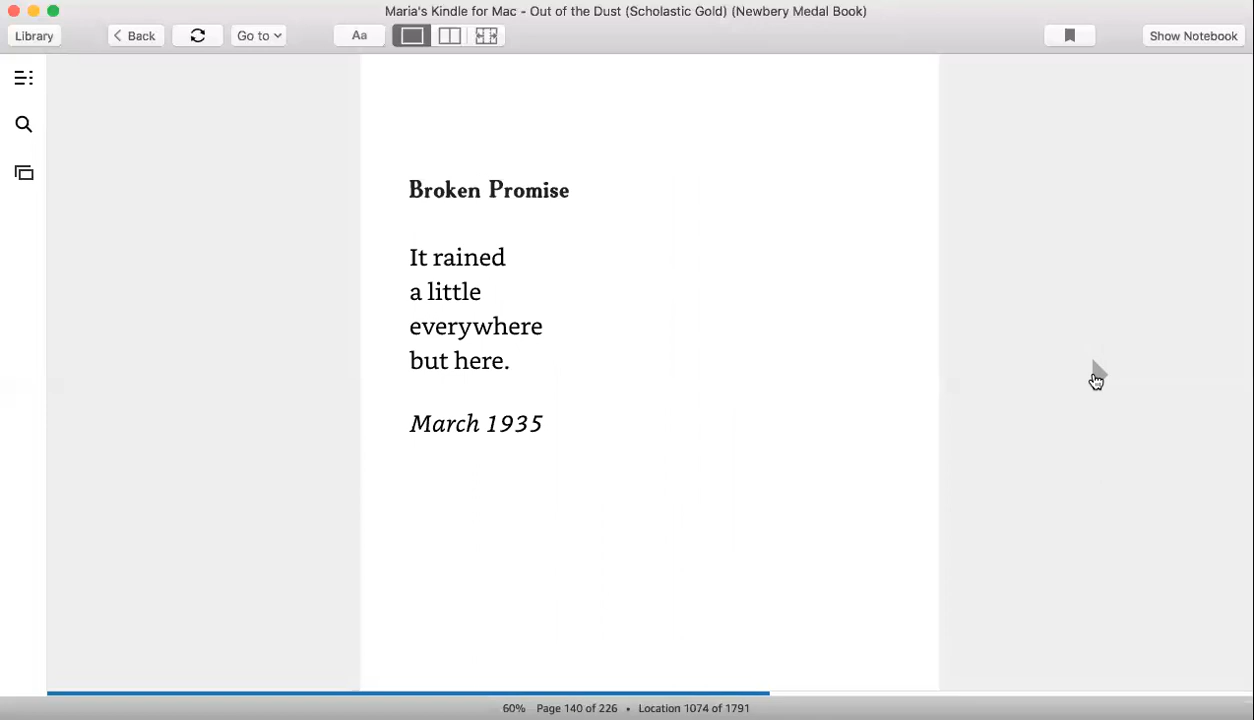 Maria's Kindle for Mac - Out of the Dust (Scholastic Gold) (Newbery Medal Book)
Library Back Go to Aa Show Notebook
Broken Promise
It rained
a little
everywhere
but here.
March 1935
60% Page 140 of 226 • Location 1074 of 1791